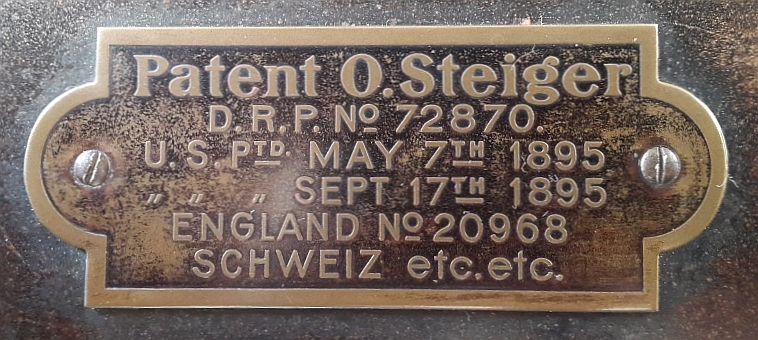 Patent O. Steiger
D. R. P. Nº 72870.
U. S. PTD. MAY 7TH 1895
„ „ „ SEPT 17TH 1895
ENGLAND Nº 20968
SCHWEIZ etc. etc.